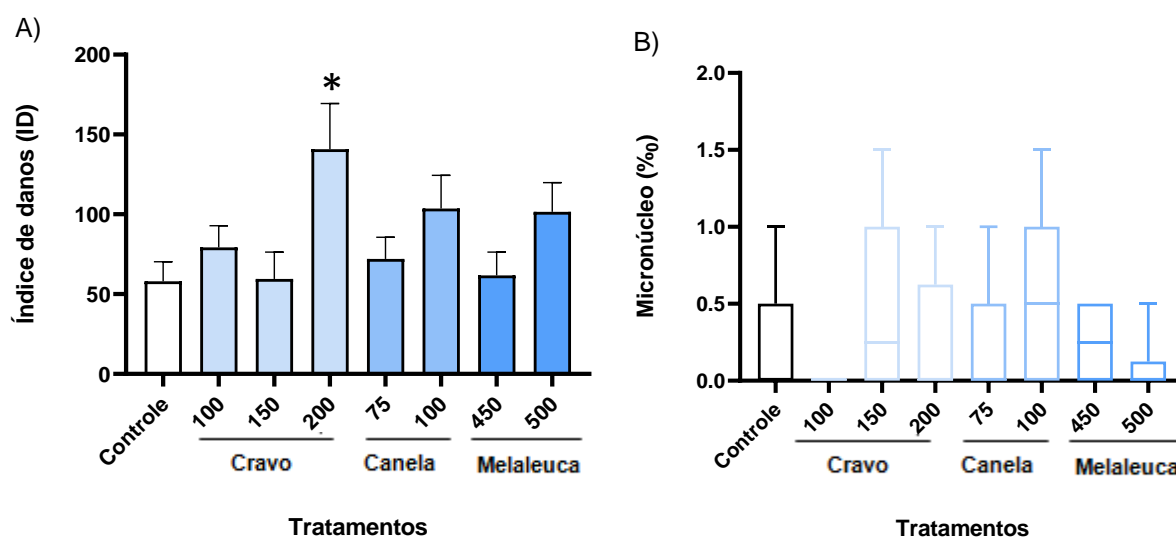 A)
Índice de danos (ID)
200
150
100
50
0
*
Controle
100
150
200
75
100
450
500
Cravo
Canela
Melaleuca
Tratamentos
B)
Micronúcleo (‰)
2.0
1.5
1.0
0.5
0.0
Controle
100
150
200
75
100
450
500
Cravo
Canela
Melaleuca
Tratamentos